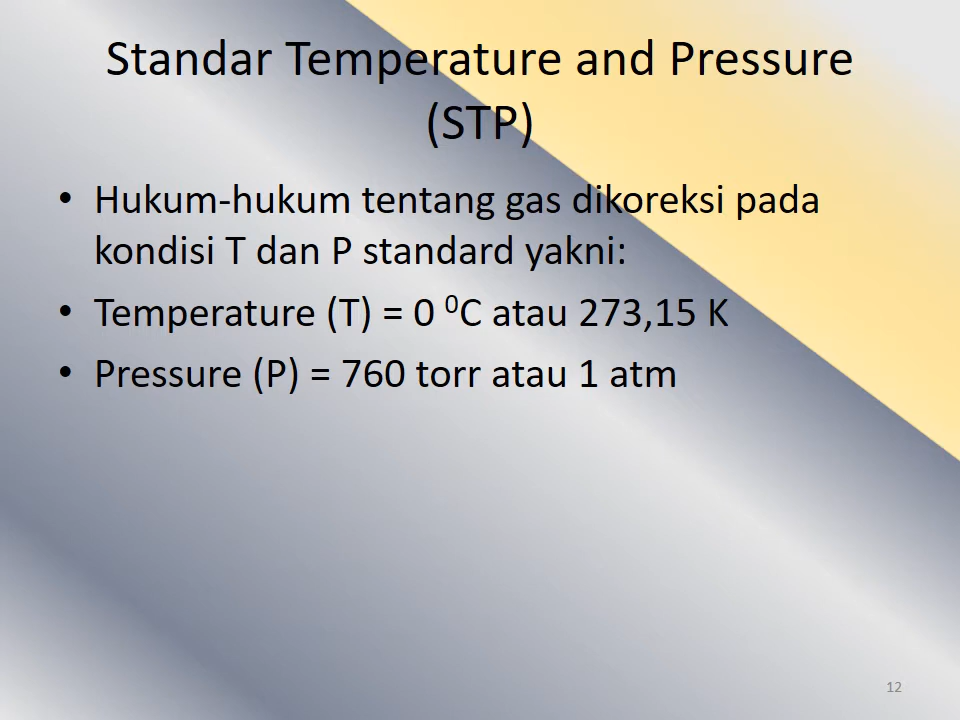 Standar Temperature and Pressure
(STP)
• Hukum-hukum tentang gas dikoreksi pada
kondisi T dan P standard yakni:
• Temperature (T) = 0 ⁰C atau 273,15 K
• Pressure (P) = 760 torr atau 1 atm
12